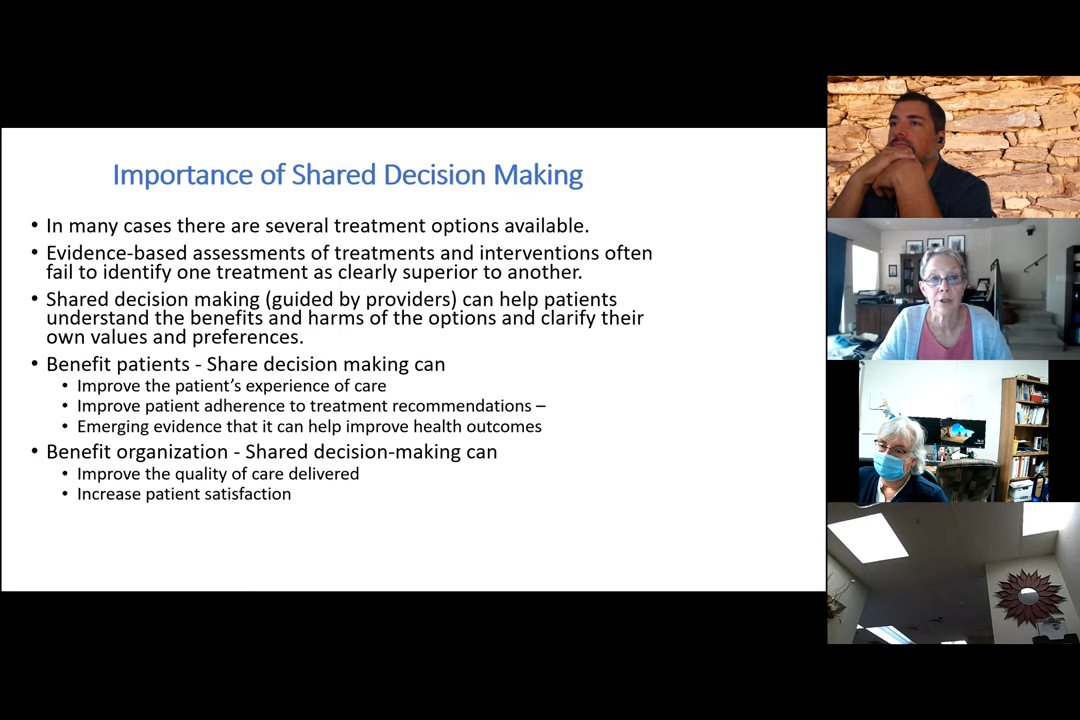 Importance of Shared Decision Making
• In many cases there are several treatment options available.
• Evidence-based assessments of treatments and interventions often
fail to identify one treatment as clearly superior to another.
• Shared decision making (guided by providers) can help patients
understand the benefits and harms of the options and clarify their
own values and preferences.
• Benefit patients - Share decision making can
• Improve the patient’s experience of care
• Improve patient adherence to treatment recommendations –
• Emerging evidence that it can help improve health outcomes
• Benefit organization - Shared decision-making can
• Improve the quality of care delivered
• Increase patient satisfaction